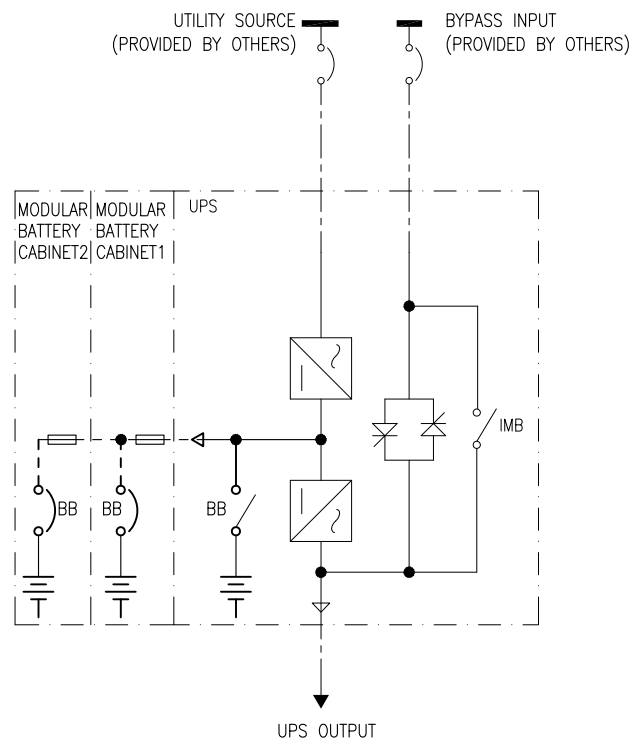 UTILITY SOURCE
(PROVIDED BY OTHERS)
BYPASS INPUT
(PROVIDED BY OTHERS)
MODULAR
BATTERY
CABINET2
MODULAR
BATTERY
CABINET1
UPS
IMB
BB
BB
BB
UPS OUTPUT